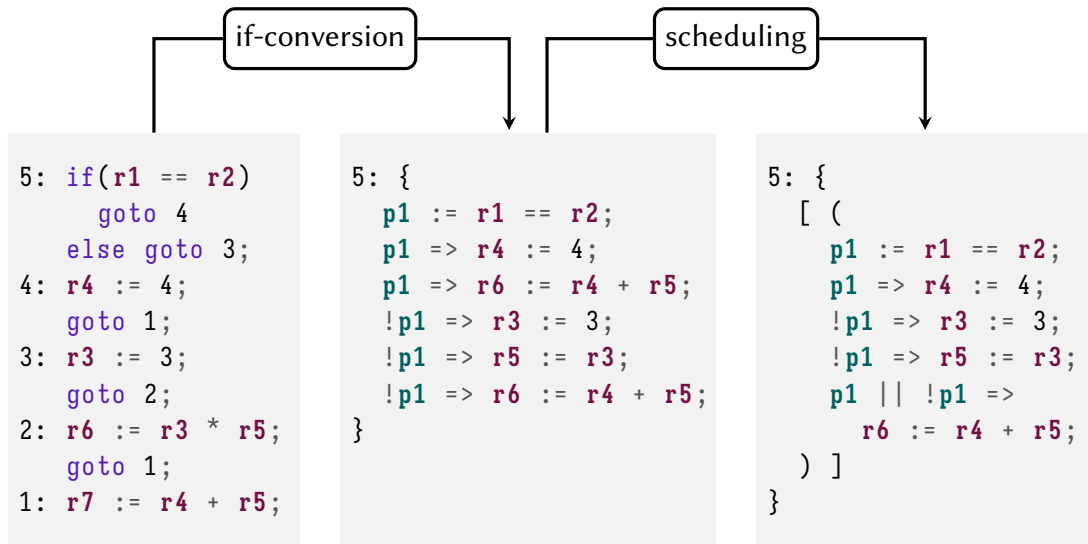 if-conversion
scheduling
5: if(r1 == r2)
goto 4
else goto 3;
4: r4 := 4;
goto 1;
3: r3 := 3;
goto 2;
2: r6 := r3 * r5;
goto 1;
1: r7 := r4 + r5;
5: {
p1 := r1 == r2;
p1 => r4 := 4;
p1 => r6 := r4 + r5;
!p1 => r3 := 3;
!p1 => r5 := r3;
!p1 => r6 := r4 + r5;
}
5: {
[ (
p1 := r1 == r2;
p1 => r4 := 4;
!p1 => r3 := 3;
!p1 => r5 := r3;
p1 || !p1 =>
r6 := r4 + r5;
) ]
}